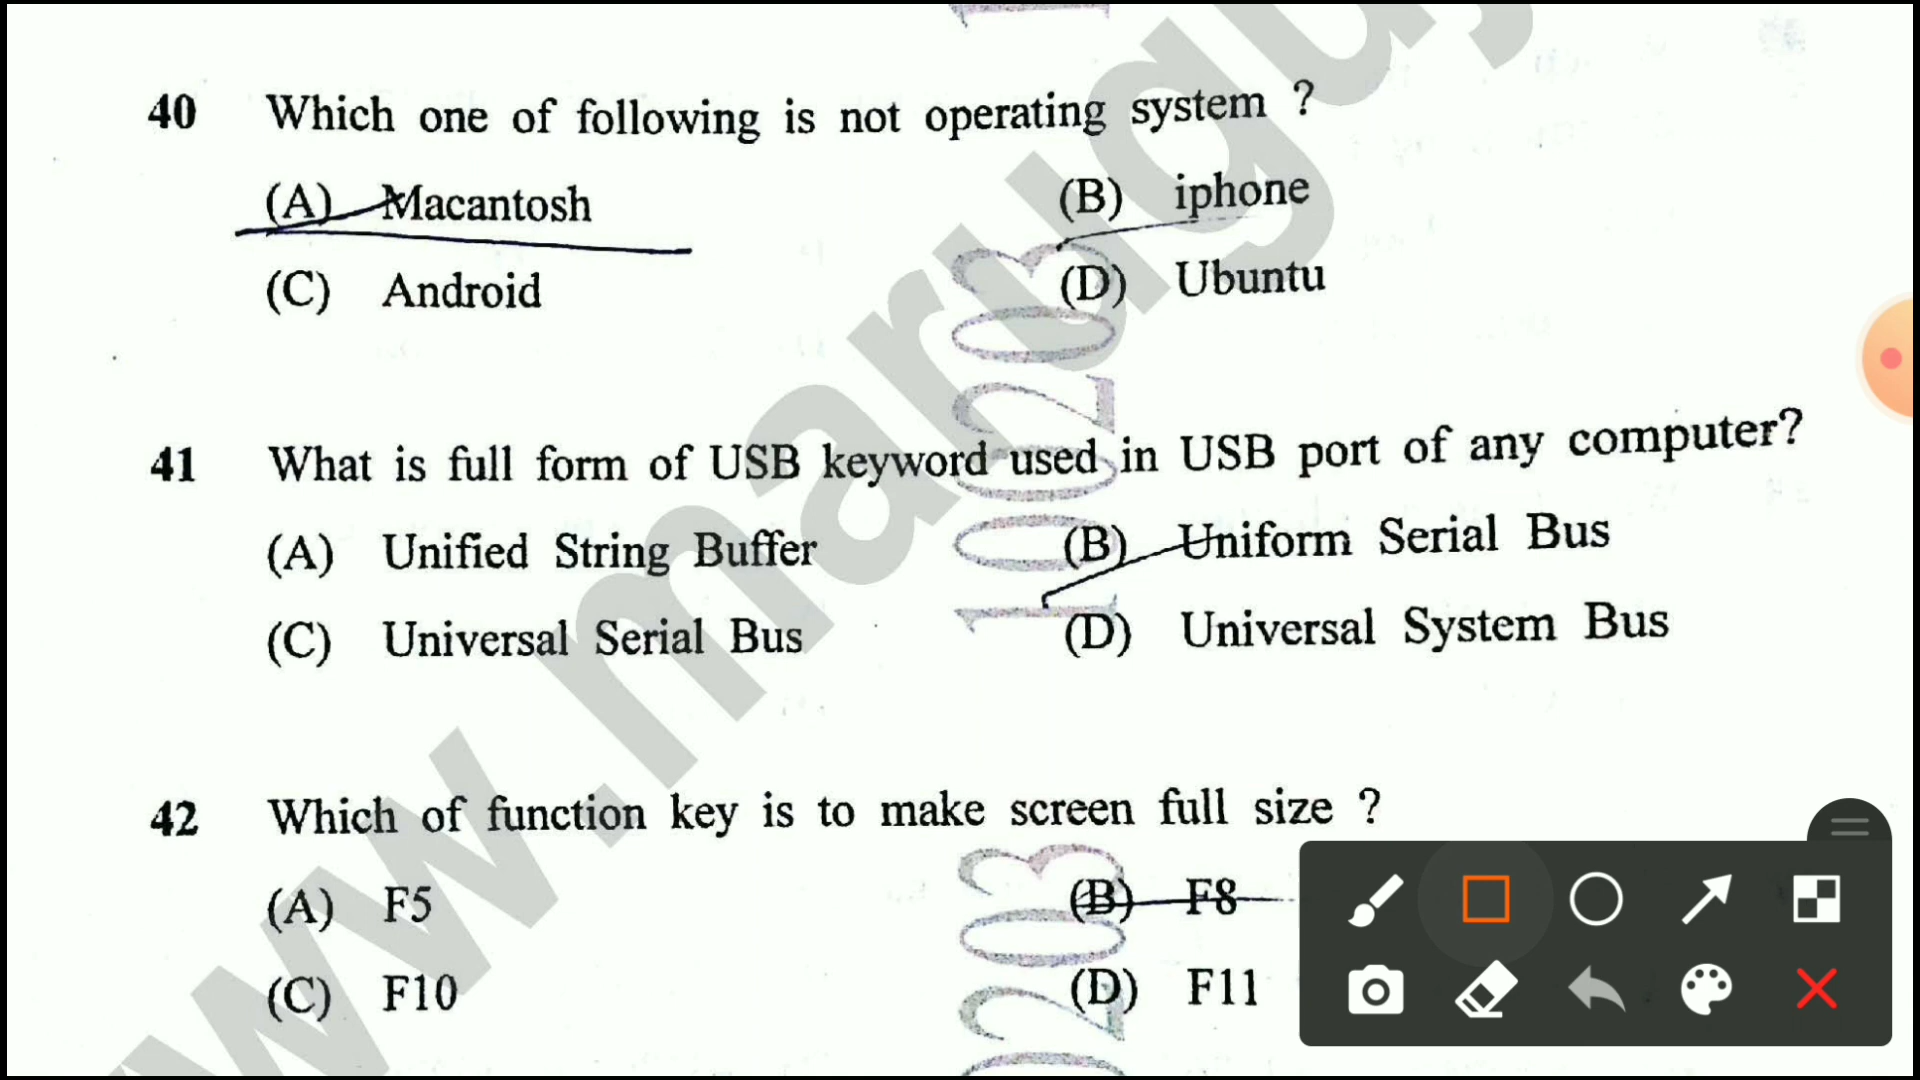 40 Which one of following is not operating system ?
(A) Macantosh (B) iphone
(C) Android (D) Ubuntu
41 What is full form of USB keyword used in USB port of any computer?
(A) Unified String Buffer (B) Uniform Serial Bus
(C) Universal Serial Bus (D) Universal System Bus
42 Which of function key is to make screen full size ?
(A) F5 (B) F8
(C) F10 (D) F11